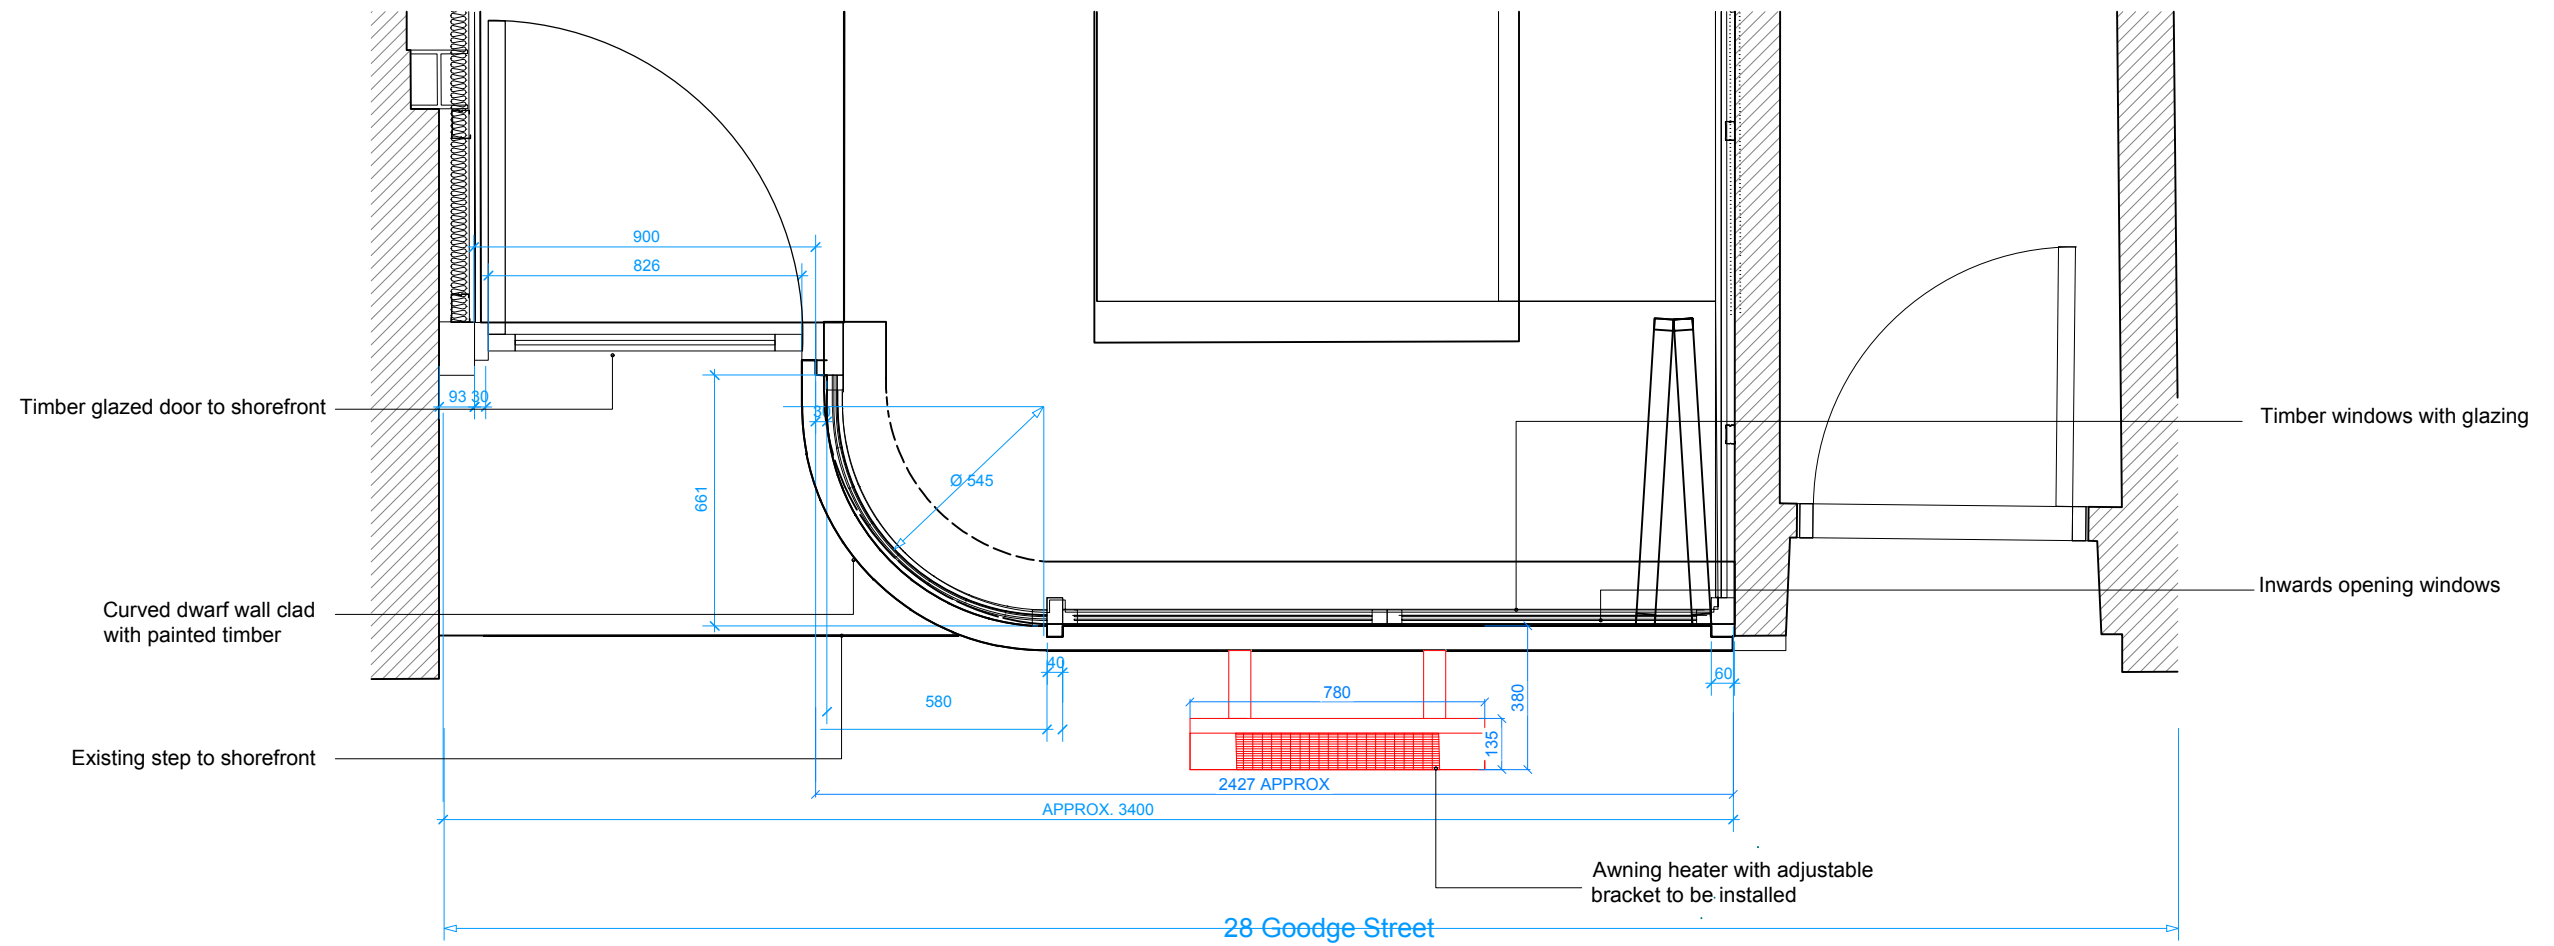 900
826
93 30
Timber glazed door to shorefront
30
Timber windows with glazing
Ø 545
661
Inwards opening windows
Curved dwarf wall clad
with painted timber
40
60
580
780
380
135
Existing step to shorefront
2427 APPROX
APPROX. 3400
Awning heater with adjustable
bracket to be installed
28 Goodge Street